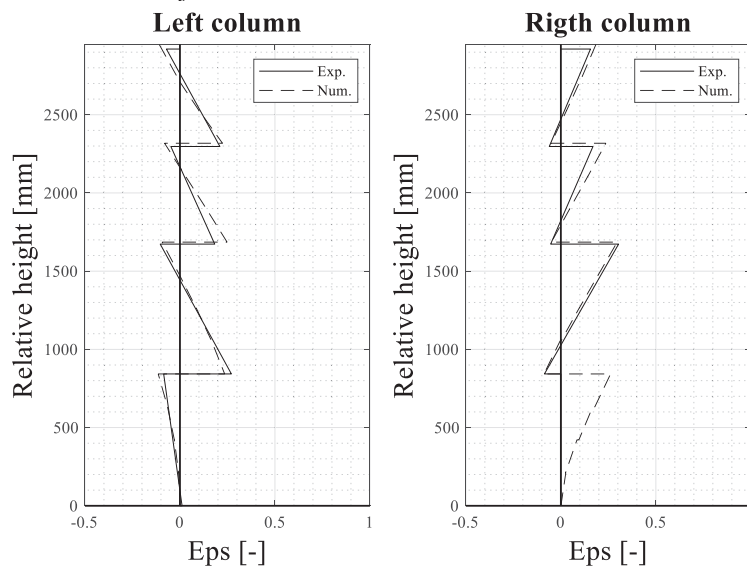 Left column
Rigth column
Exp.
Num.
Exp.
Num.
Relative height [mm]
2500
2000
1500
1000
500
0
-0.5
0
0.5
1
Eps [-]
Relative height [mm]
2500
2000
1500
1000
500
0
-0.5
0
0.5
Eps [-]